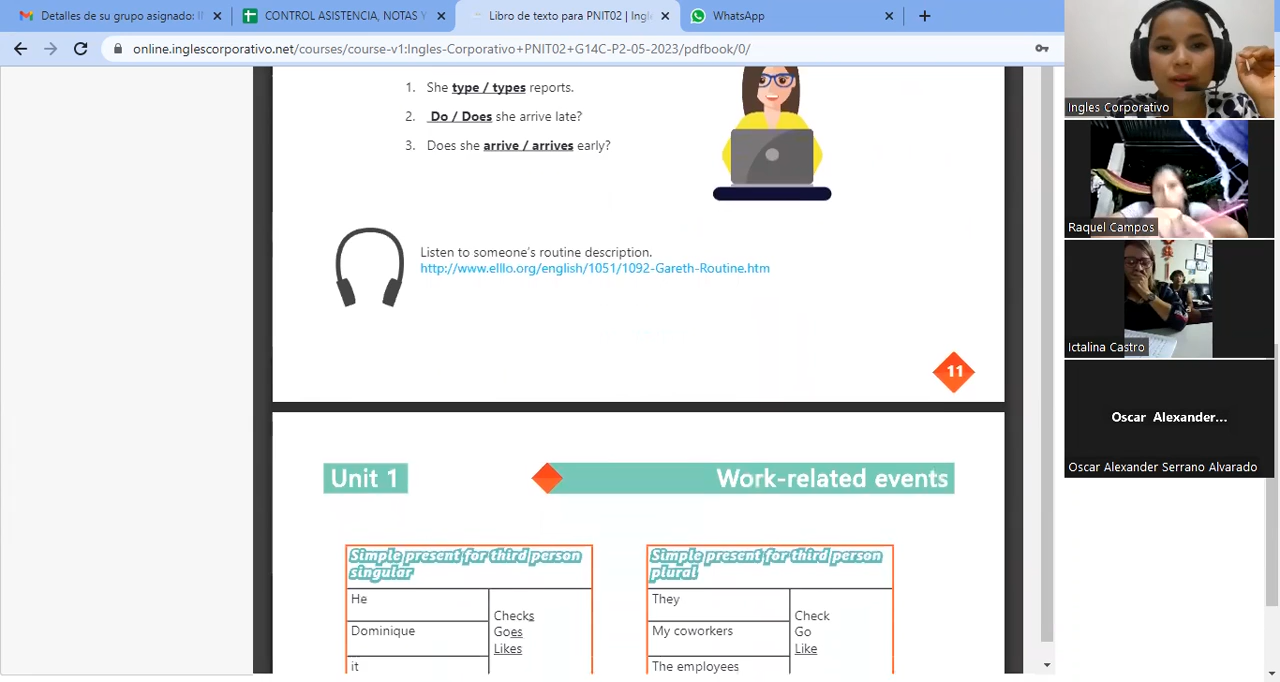 Detalles de su grupo asignado: I
CONTROL ASISTENCIA, NOTAS Y
Libro de texto para PNIT02 | Ingle
WhatsApp
online.inglescorporativo.net/courses/course-v1:Ingles-Corporativo+PNIT02+G14C-P2-05-2023/pdfbook/0/
1. She type / types reports.
2. Does she arrive late?
3. Does she arrive / arrives early?
Listen to someone's routine description.
http://www.elllo.org/english/1051/1092-Gareth-Routine.htm
11
Unit 1
Work-related events
Simple present for third person singular
He
Dominique
it
Checks
Goes
Likes
Simple present for third person plural
They
My coworkers
The employees
Check
Go
Like
Ingles Corporativo
Raquel Campos
Ictalina Castro
Oscar Alexander...
Oscar Alexander Serrano Alvarado